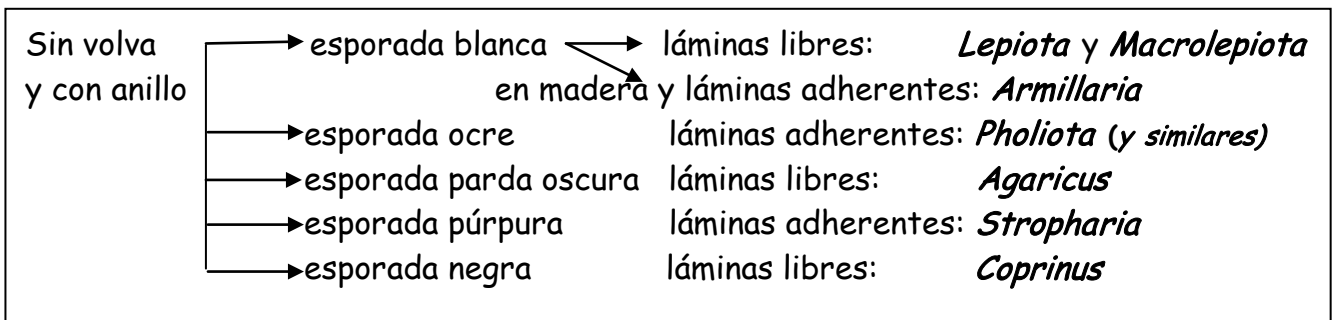 Sin volva esporada blanca láminas libres: Lepiota y Macrolepiota
y con anillo en madera y láminas adherentes: Armillaria
esporada ocre láminas adherentes: Pholiota (y similares)
esporada parda oscura láminas libres: Agaricus
esporada púrpura láminas adherentes: Stropharia
esporada negra láminas libres: Coprinus